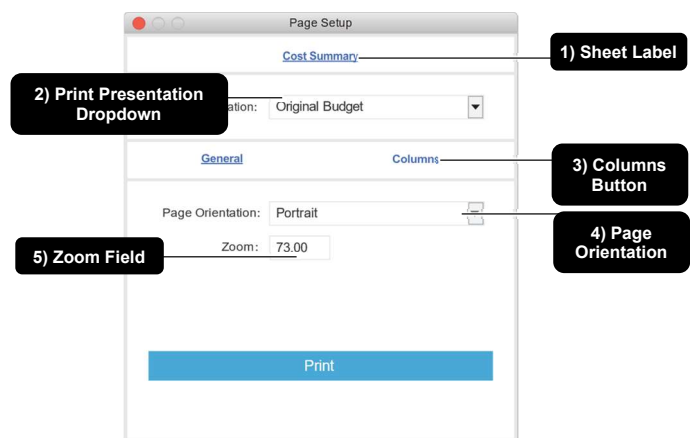 Page Setup
Cost Summary
1) Sheet Label
2) Print Presentation
Dropdown
ation: Original Budget
General Columns
3) Columns
Button
Page Orientation: Portrait
4) Page
Orientation
Zoom: 73.00
5) Zoom Field
Print